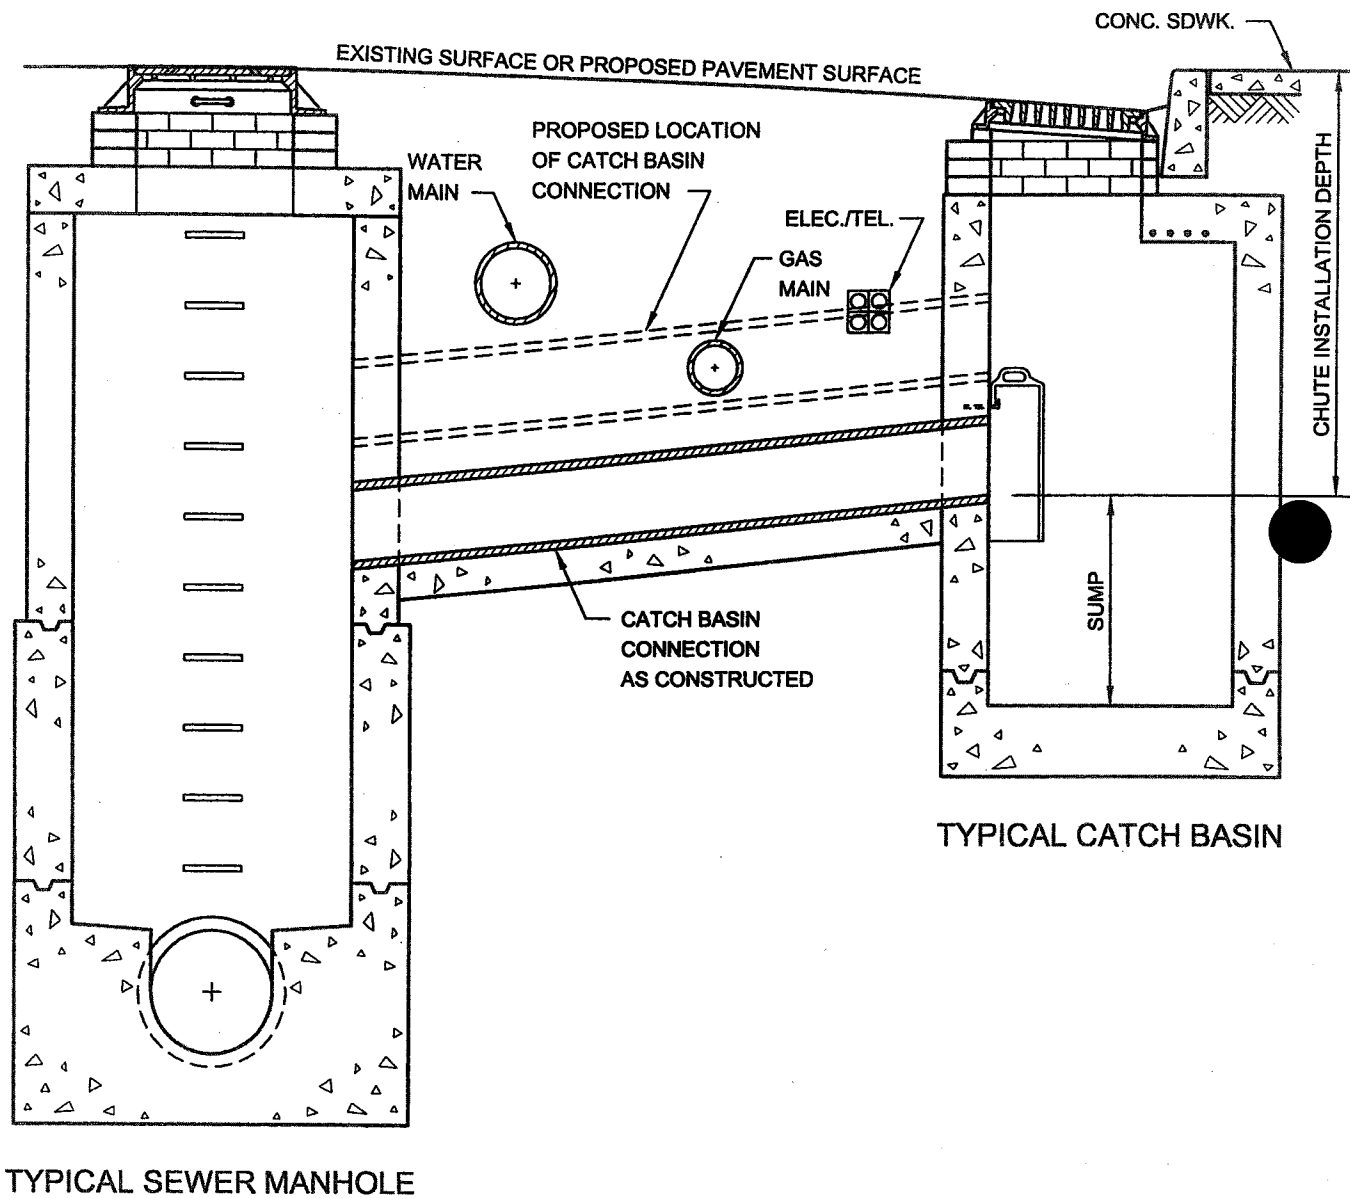 CONC. SDWK.
EXISTING SURFACE OR PROPOSED PAVEMENT SURFACE
PROPOSED LOCATION
OF CATCH BASIN
CONNECTION
WATER
MAIN
ELEC./TEL.
GAS
MAIN
CHUTE INSTALLATION DEPTH
SUMP
CATCH BASIN
CONNECTION
AS CONSTRUCTED
TYPICAL CATCH BASIN
TYPICAL SEWER MANHOLE